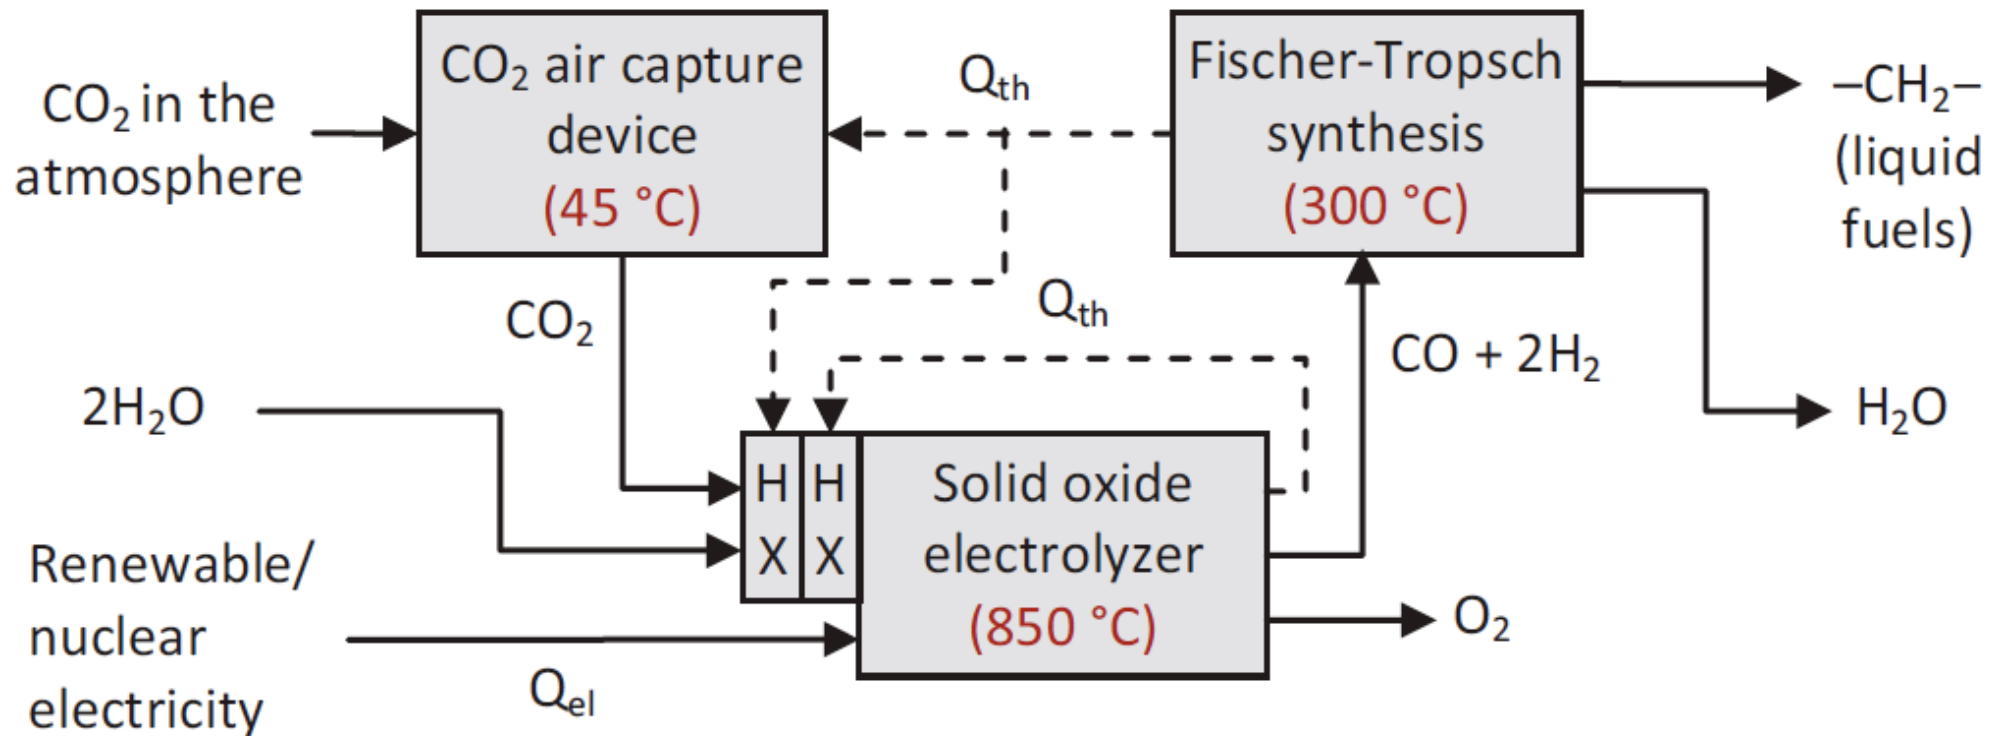 CO₂ in the
atmosphere
CO₂ air capture
device
(45 °C)
Qth
Fischer-Tropsch
synthesis
(300 °C)
–CH₂–
(liquid
fuels)
CO₂
Qth
CO + 2H₂
2H₂O
H₂O
H
X
H
X
Solid oxide
electrolyzer
(850 °C)
O₂
Renewable/
nuclear
electricity
Qel